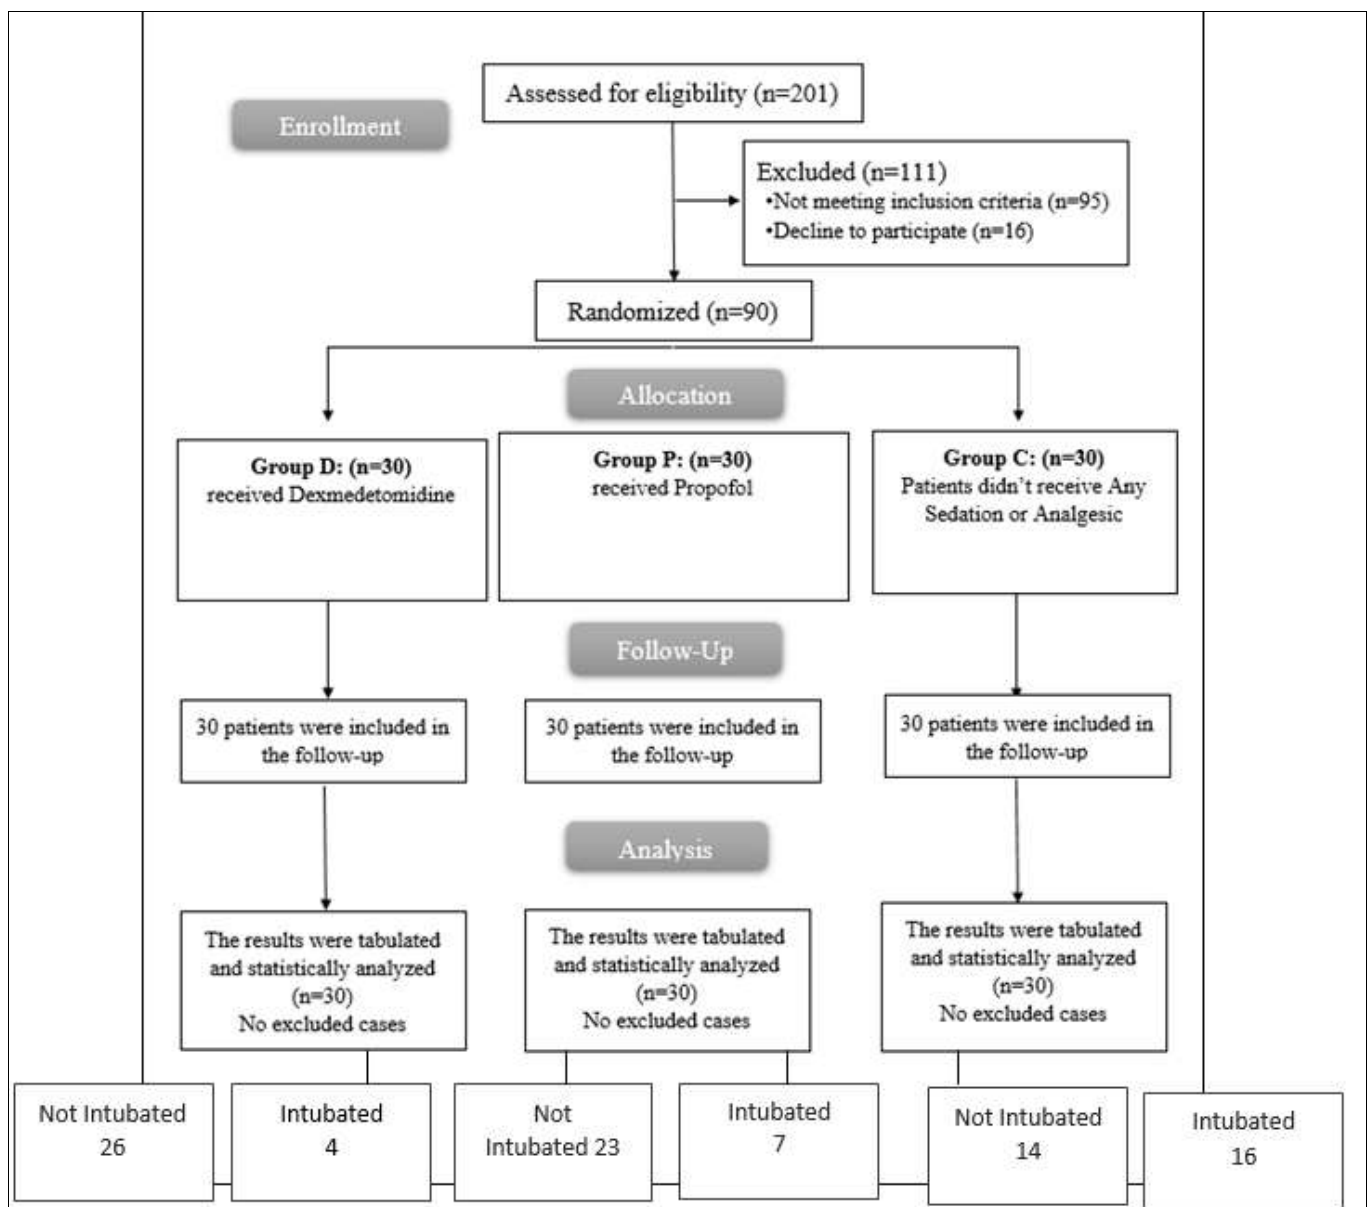 Assessed for eligibility (n=201)
Enrollment
Excluded (n=111)
•Not meeting inclusion criteria (n=95)
•Decline to participate (n=16)
Randomized (n=90)
Allocation
Group D: (n=30)
received Dexmedetomidine
Group P: (n=30)
received Propofol
Group C: (n=30)
Patients didn’t receive Any
Sedation or Analgesic
Follow-Up
30 patients were included in
the follow-up
30 patients were included in
the follow-up
30 patients were included in
the follow-up
Analysis
The results were tabulated
and statistically analyzed
(n=30)
No excluded cases
The results were tabulated
and statistically analyzed
(n=30)
No excluded cases
The results were tabulated
and statistically analyzed
(n=30)
No excluded cases
Not Intubated
26
Intubated
4
Not
Intubated 23
Intubated
7
Not Intubated
14
Intubated
16